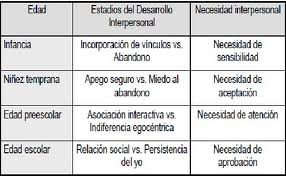 Edad Estadios del Desarrollo Necesidad interpersonal
Interpersonal
Infancia Incorporación de vínculos vs. Necesidad de
Abandono sensibilidad
Niñez temprana Apego seguro vs. Miedo al Necesidad de
abandono aceptación
Edad preescolar Asociación interactiva vs. Necesidad de atención
Indiferencia egocéntrica
Edad escolar Relación social vs. Persistencia Necesidad de
del yo aprobación